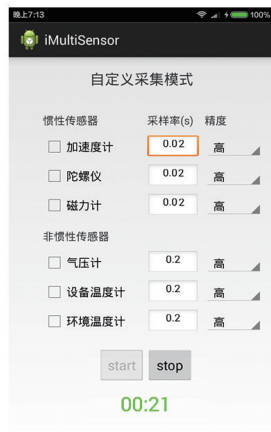 晚上7:13 100%
iMultiSensor
自定义采集模式
惯性传感器 采样率(s) 精度
加速度计 0.02 高
陀螺仪 0.02 高
磁力计 0.02 高
非惯性传感器
气压计 0.2 高
设备温度计 0.2 高
环境温度计 0.2 高
start stop
00:21